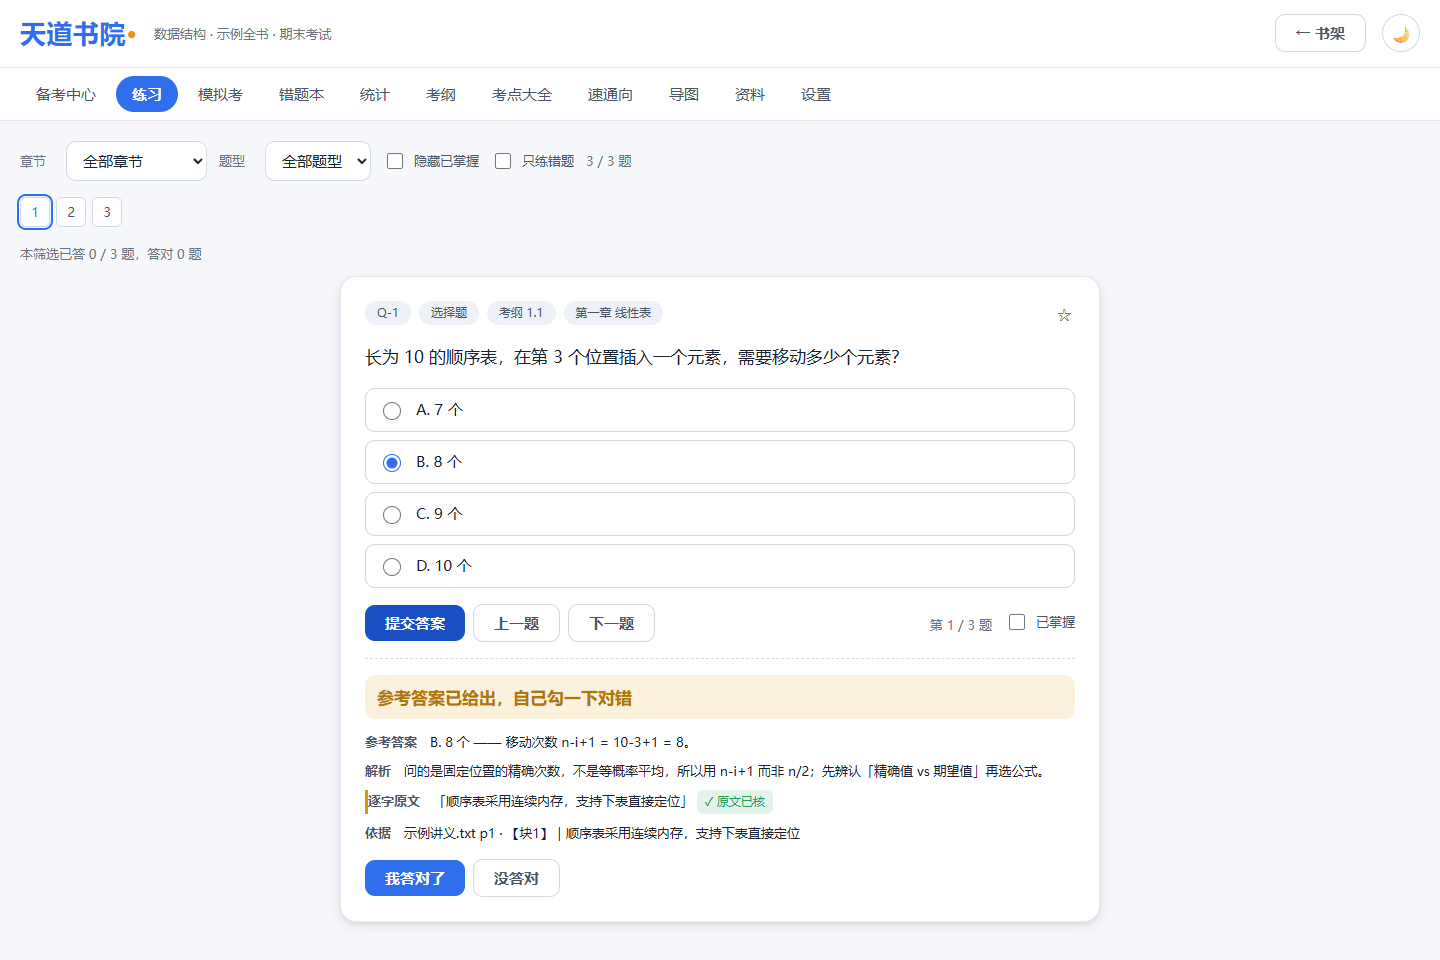 天道书院
数据结构 · 示例全书 · 期末考试
← 书架
备考中心 练习 模拟考 错题本 统计 考纲 考点大全 速通向 导图 资料 设置
章节 全部章节 题型 全部题型 隐藏已掌握 只练错题 3 / 3 题
1 2 3
本筛选已答 0 / 3 题，答对 0 题
Q-1 选择题 考纲 1.1 第一章 线性表 ☆
长为 10 的顺序表，在第 3 个位置插入一个元素，需要移动多少个元素？
A. 7 个
B. 8 个
C. 9 个
D. 10 个
提交答案 上一题 下一题 第 1 / 3 题 已掌握
参考答案已给出，自己勾一下对错
参考答案 B. 8 个 —— 移动次数 n-i+1 = 10-3+1 = 8。
解析 问的是固定位置的精确次数，不是等概率平均，所以用 n-i+1 而非 n/2；先辨认「精确值 vs 期望值」再选公式。
逐字原文 「顺序表采用连续内存，支持下表直接定位」 ✓ 原文已核
依据 示例讲义.txt p1 · 【块1】 | 顺序表采用连续内存，支持下表直接定位
我答对了 没答对